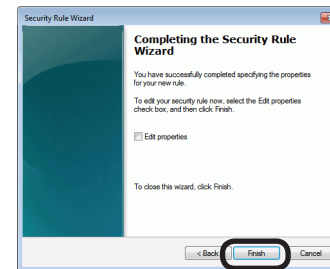 Security Rule Wizard
Completing the Security Rule
Wizard
You have successfully completed specifying the properties
for your new rule.
To edit your security rule now, select the Edit properties
check box, and then click Finish.
Edit properties
To close this wizard, click Finish.
< Back
Finish
Cancel